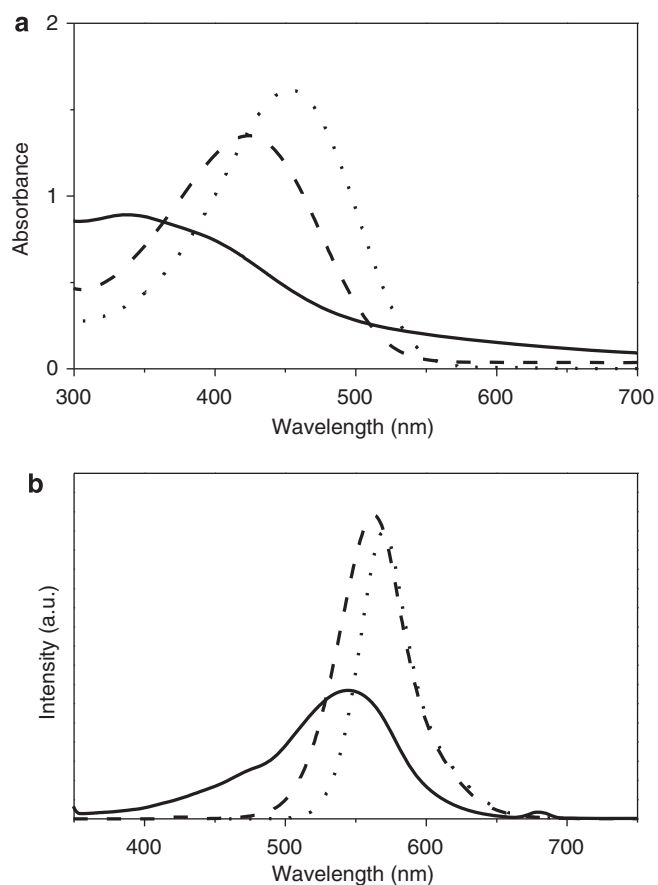 a
2
1
0
Absorbance
300 400 500 600 700
Wavelength (nm)
b
Intensity (a.u.)
400 500 600 700
Wavelength (nm)